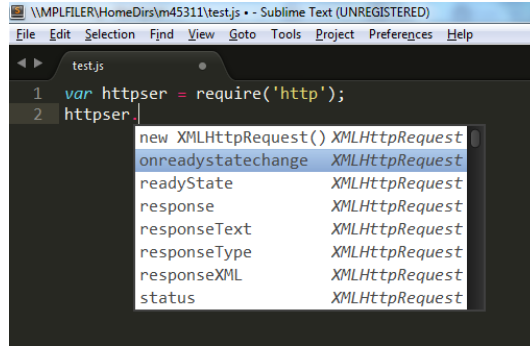 \\MPLFILER\HomeDirs\m45311\test.js • - Sublime Text (UNREGISTERED)
File Edit Selection Find View Goto Tools Project Preferences Help
test.js
1 var httpser = require('http');
2 httpser.
new XMLHttpRequest() XMLHttpRequest
onreadystatechange XMLHttpRequest
readyState XMLHttpRequest
response XMLHttpRequest
responseText XMLHttpRequest
responseType XMLHttpRequest
responseXML XMLHttpRequest
status XMLHttpRequest